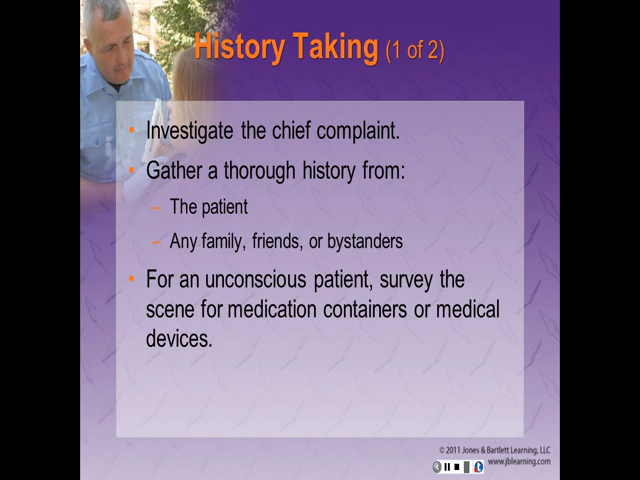 History Taking (1 of 2)
• Investigate the chief complaint.
• Gather a thorough history from:
– The patient
– Any family, friends, or bystanders
• For an unconscious patient, survey the
scene for medication containers or medical
devices.
© 2011 Jones & Bartlett Learning, LLC
www.jblearning.com